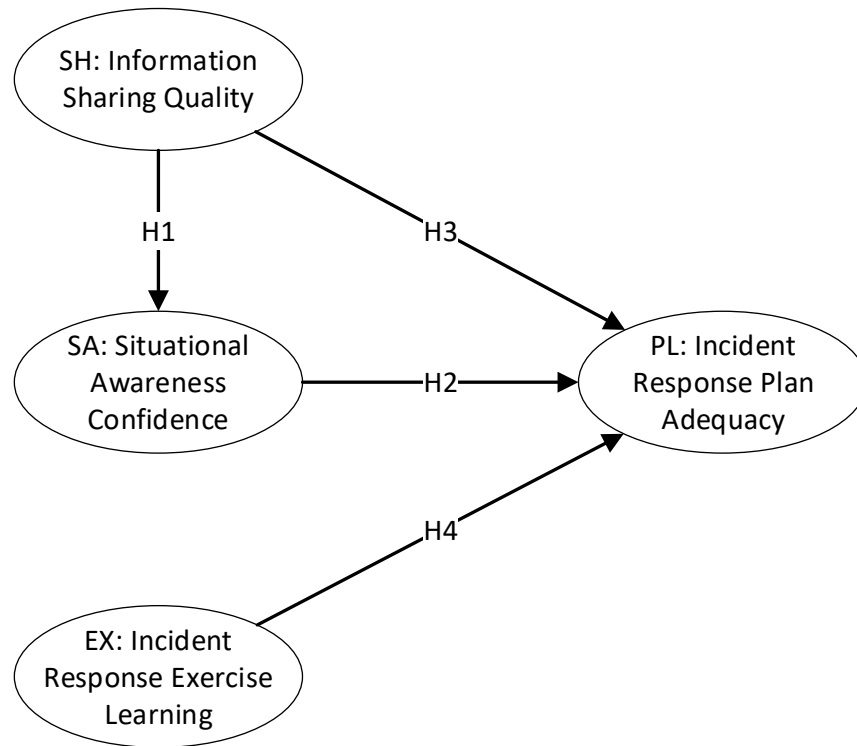 SH: Information
Sharing Quality
H1
H3
SA: Situational
Awareness
Confidence
H2
PL: Incident
Response Plan
Adequacy
H4
EX: Incident
Response Exercise
Learning